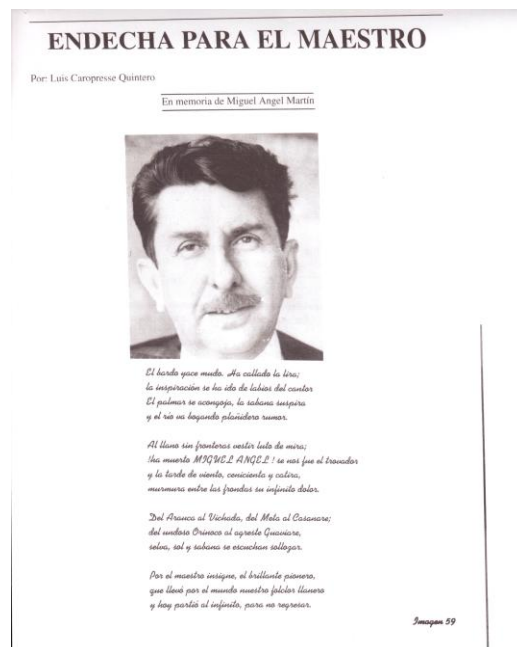 ENDECHA PARA EL MAESTRO
Por: Luis Caropresse Quintero
En memoria de Miguel Angel Martín
El bardo yace mudo. Ha callado la lira;
la inspiración se ha ido de labios del cantor
El palmar se acongoja, la sabana suspira
y el río va bogando plañidero rumor.
Al llano sin fronteras vestir luto de mira;
!ha muerto MIGUEL ANGEL ! se nos fue el trovador
y la tarde de viento, cenicienta y catira,
murmura entre las frondas su infinito dolor.
Del Arauca al Vichada, del Meta al Casanare;
del undoso Orinoco al agreste Guaviare,
selva, sol y sabana se escuchan sollozar.
Por el maestro insigne, el brillante pionero,
que llevó por el mundo nuestro folclor llanero
y hoy partió al infinito, para no regresar.
Imagen 59